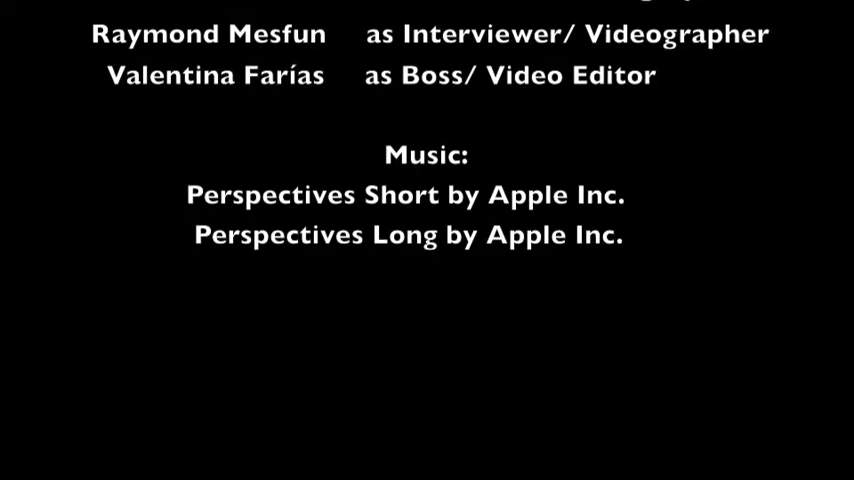 Raymond Mesfun as Interviewer/ Videographer
Valentina Farías as Boss/ Video Editor
Music:
Perspectives Short by Apple Inc.
Perspectives Long by Apple Inc.